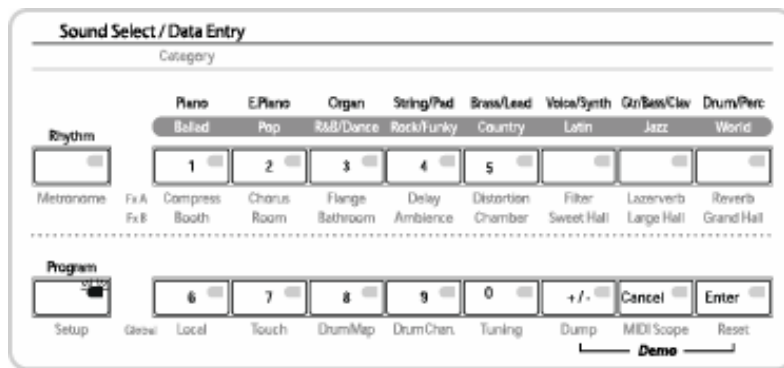 Sound Select / Data Entry
Category
Piano E.Piano Organ String/Pad Brass/Lead Voice/Synth Gtr/Bass/Clav Drum/Perc
Rhythm Ballad Pop R&B/Dance Rock/Funky Country Latin Jazz World
1 2 3 4 5
Metronome Fx A Compress Chorus Flange Delay Distortion Filter Lazerverb Reverb
Fx B Booth Room Bathroom Ambience Chamber Sweet Hall Large Hall Grand Hall
Program
6 7 8 9 0 +/- Cancel Enter
Setup Global Local Touch DrumMap DrumChan. Tuning Dump MIDI Scope Reset
Demo